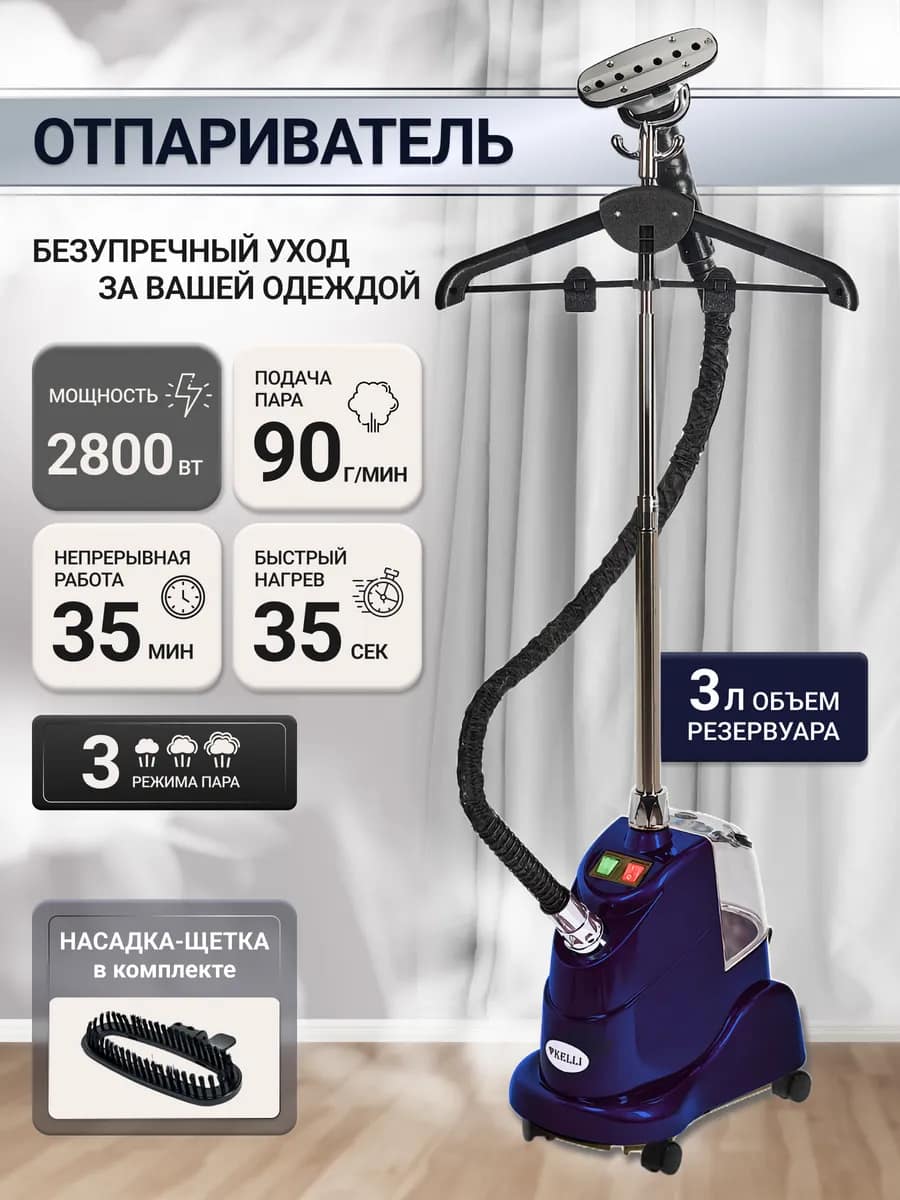 ОТПАРИВАТЕЛЬ
БЕЗУПРЕЧНЫЙ УХОД
ЗА ВАШЕЙ ОДЕЖДОЙ
МОЩНОСТЬ
2800 ВТ
ПОДАЧА
ПАРА
90 Г/МИН
НЕПРЕРЫВНАЯ
РАБОТА
35 МИН
БЫСТРЫЙ
НАГРЕВ
35 СЕК
3 РЕЖИМА ПАРА
3 л ОБЪЕМ
РЕЗЕРВУАРА
НАСАДКА-ЩЕТКА
в комплекте
KELLI